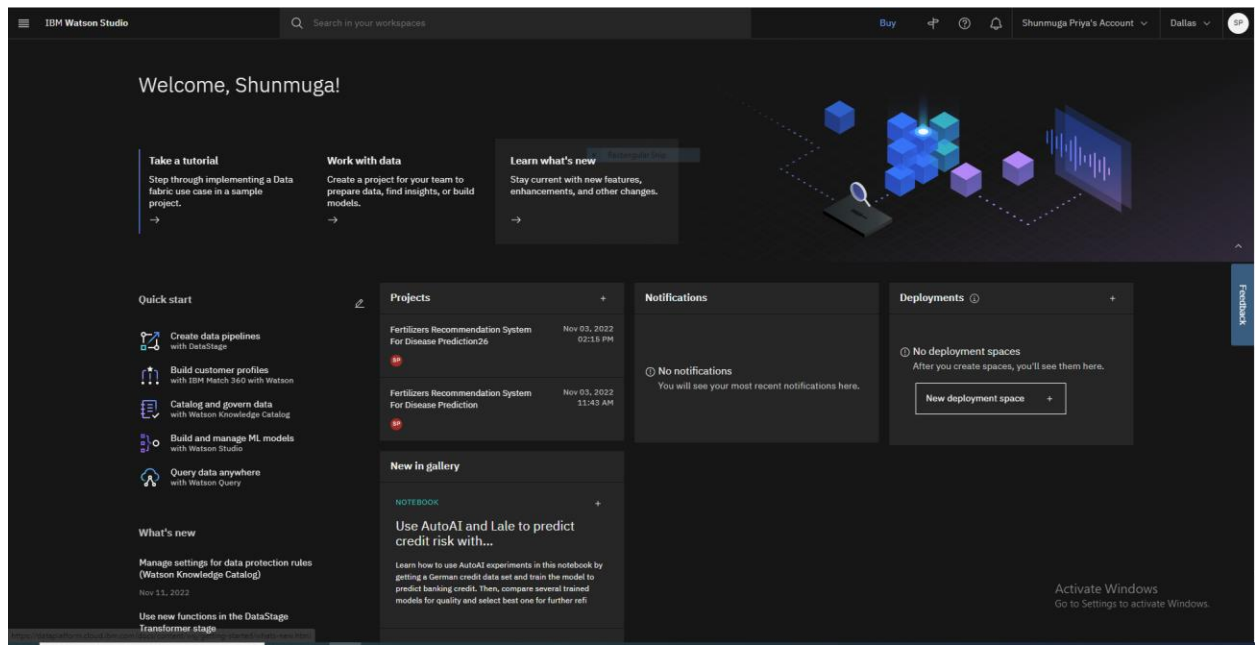 IBM Watson Studio
Search in your workspaces
Buy
Shunmuga Priya's Account
Dallas
SP
Welcome, Shunmuga!
Take a tutorial
Step through implementing a Data
fabric use case in a sample
project.
Work with data
Create a project for your team to
prepare data, find insights, or build
models.
Learn what's new
Stay current with new features,
enhancements, and other changes.
Rectangular Snip
Feedback
Quick start
Create data pipelines
with DataStage
Build customer profiles
with IBM Match 360 with Watson
Catalog and govern data
with Watson Knowledge Catalog
Build and manage ML models
with Watson Studio
Query data anywhere
with Watson Query
What's new
Manage settings for data protection rules
(Watson Knowledge Catalog)
Nov 11, 2022
Use new functions in the DataStage
Transformer stage
Projects
Fertilizers Recommendation System
For Disease Prediction26
Nov 03, 2022
02:15 PM
SP
Fertilizers Recommendation System
For Disease Prediction
Nov 03, 2022
11:43 AM
SP
New in gallery
NOTEBOOK
Use AutoAI and Lale to predict
credit risk with...
Learn how to use AutoAI experiments in this notebook by
getting a German credit data set and train the model to
predict banking credit. Then, compare several trained
models for quality and select best one for further refi
Notifications
No notifications
You will see your most recent notifications here.
Deployments
No deployment spaces
After you create spaces, you'll see them here.
New deployment space
Activate Windows
Go to Settings to activate Windows.